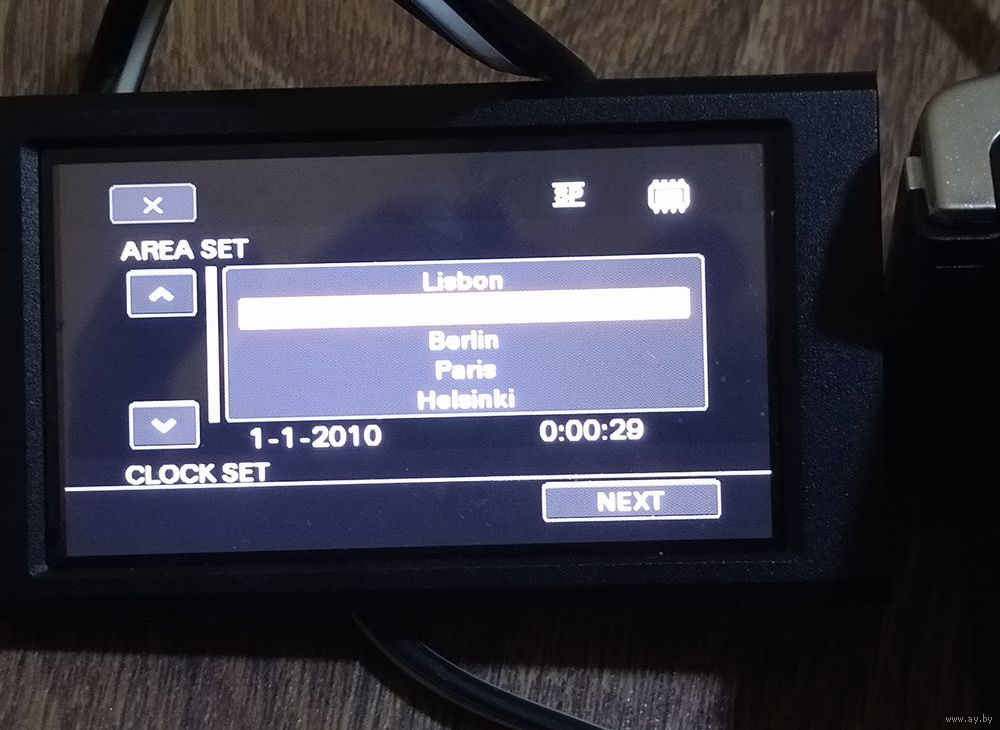 SP
AREA SET
Lisbon
Berlin
Paris
Helsinki
1-1-2010 0:00:29
CLOCK SET
NEXT
www.ay.by